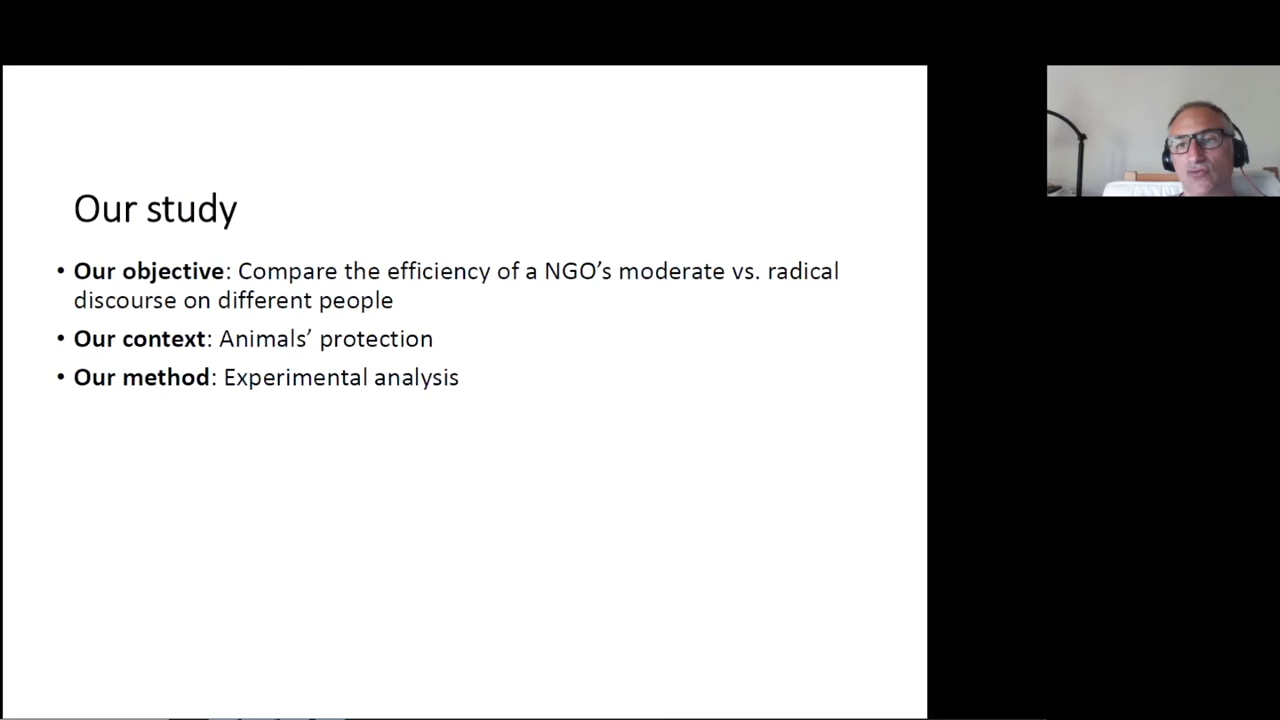 Our study
• Our objective: Compare the efficiency of a NGO’s moderate vs. radical
discourse on different people
• Our context: Animals’ protection
• Our method: Experimental analysis